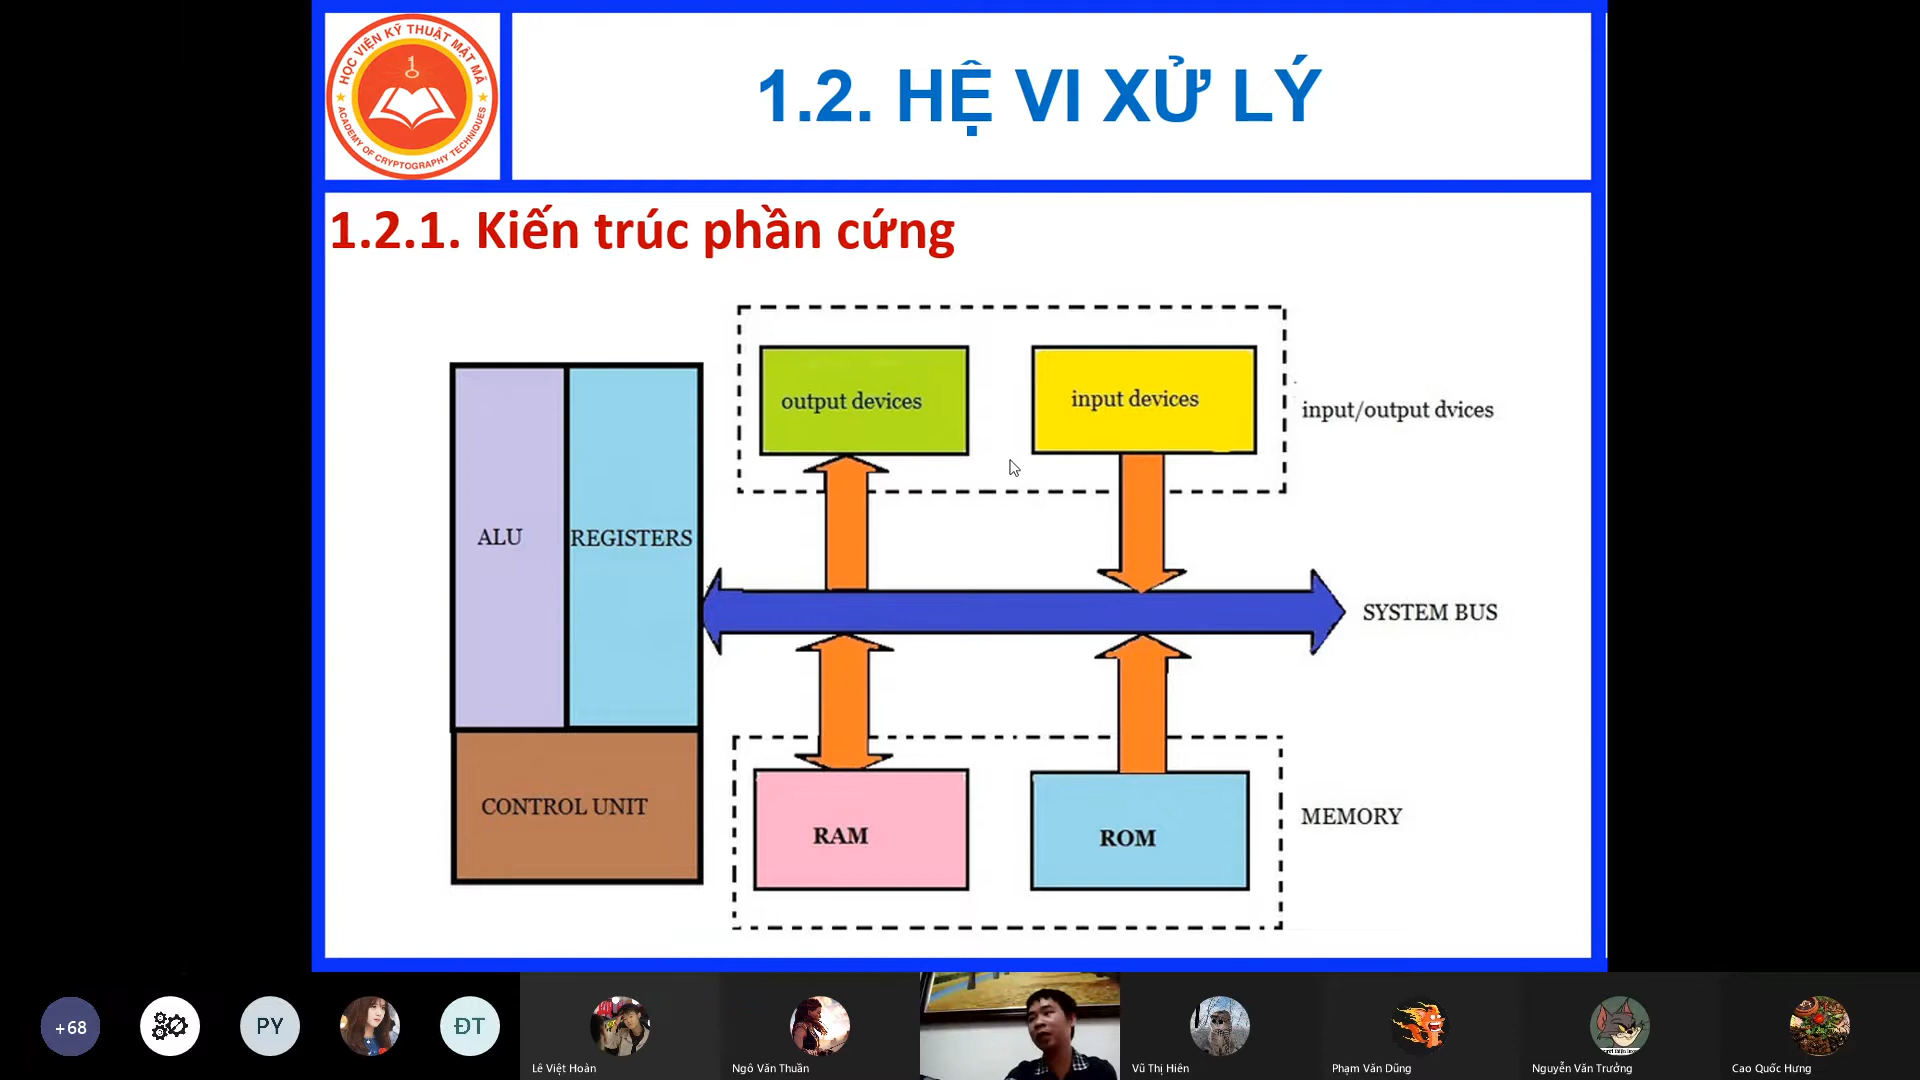 HỌC VIỆN KỸ THUẬT MẬT MÃ
ACADEMY OF CRYPTOGRAPHY TECHNIQUES
1.2. HỆ VI XỬ LÝ
1.2.1. Kiến trúc phần cứng
output devices
input devices
input/output dvices
ALU
REGISTERS
SYSTEM BUS
CONTROL UNIT
RAM
ROM
MEMORY
+68
PY
ĐT
Lê Việt Hoàn
Ngô Văn Thuần
Vũ Thị Hiên
Phạm Văn Dũng
Nguyễn Văn Trưởng
Cao Quốc Hưng